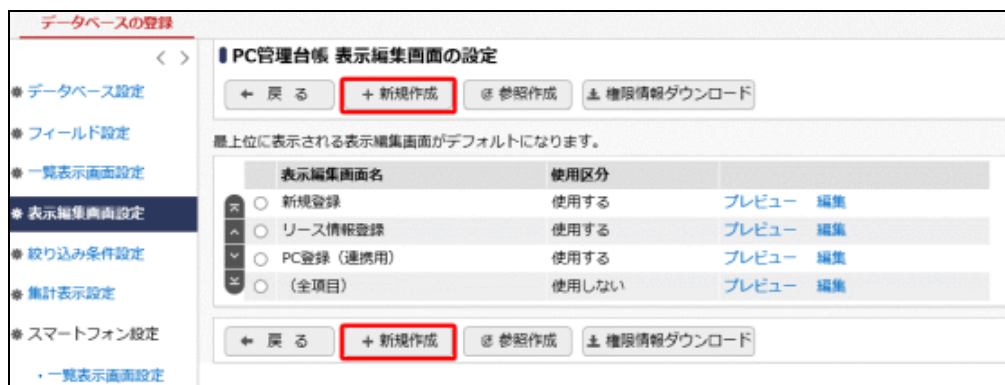 データベースの登録
< >
データベース設定
フィールド設定
一覧表示画面設定
表示編集画面設定
絞り込み条件設定
集計表示設定
スマートフォン設定
・一覧表示画面設定
PC管理台帳 表示編集画面の設定
← 戻 る
+ 新規作成
参照作成
権限情報ダウンロード
最上位に表示される表示編集画面がデフォルトになります。
表示編集画面名 使用区分
新規登録 使用する プレビュー 編集
リース情報登録 使用する プレビュー 編集
PC登録（連携用） 使用する プレビュー 編集
（全項目） 使用しない プレビュー 編集
← 戻 る
+ 新規作成
参照作成
権限情報ダウンロード